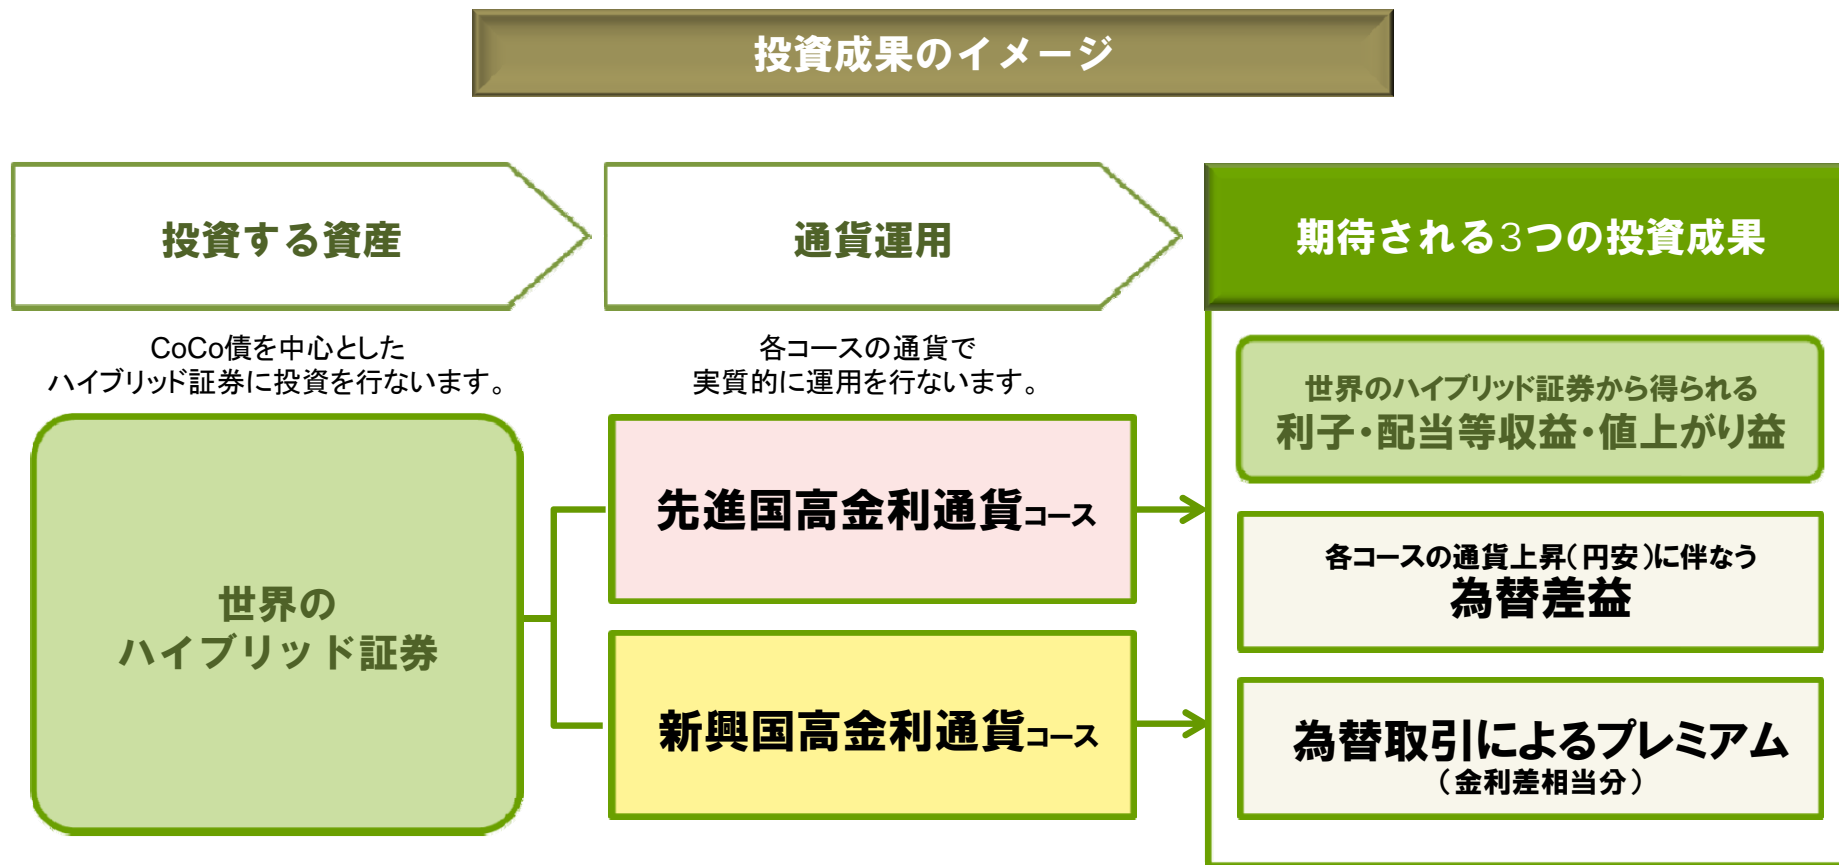 投資成果のイメージ
投資する資産
通貨運用
期待される3つの投資成果
CoCo債を中心とした
ハイブリッド証券に投資を行ないます。
各コースの通貨で
実質的に運用を行ないます。
世界の
ハイブリッド証券
先進国高金利通貨コース
新興国高金利通貨コース
世界のハイブリッド証券から得られる
利子・配当等収益・値上がり益
各コースの通貨上昇(円安)に伴なう
為替差益
為替取引によるプレミアム
(金利差相当分)